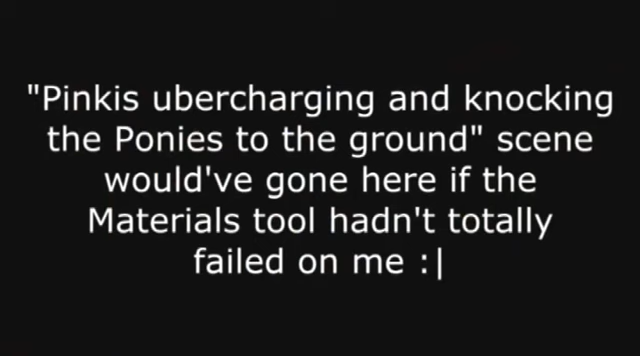 "Pinkis ubercharging and knocking
the Ponies to the ground" scene
would've gone here if the
Materials tool hadn't totally
failed on me :|